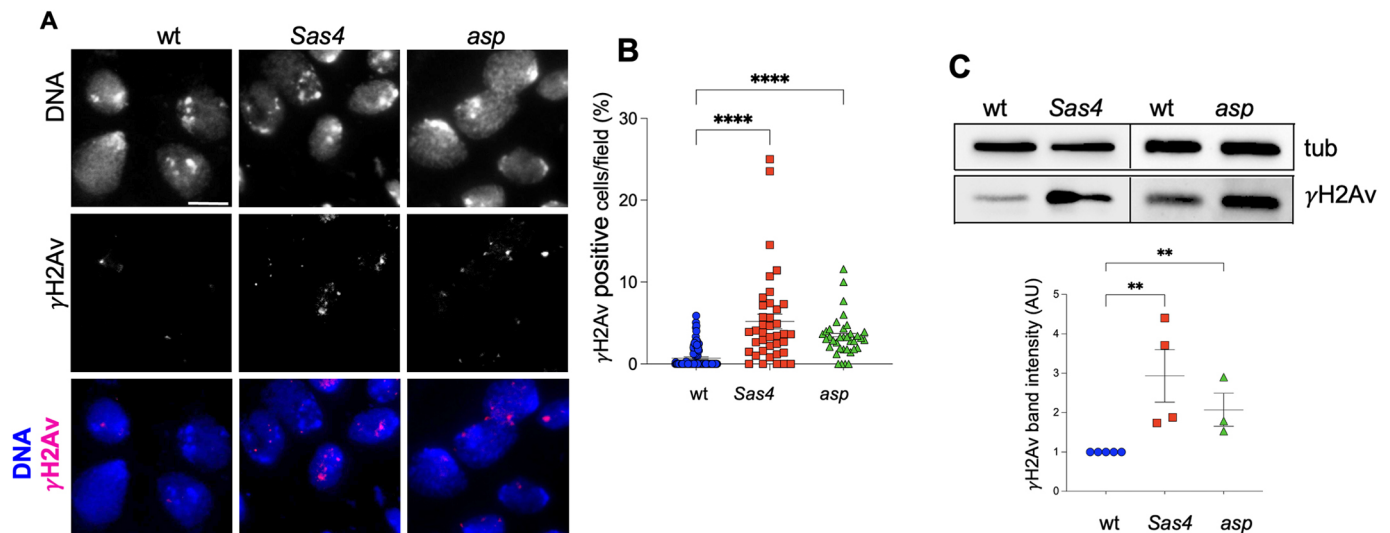 A
wt Sas4 asp
DNA
γH2Av
DNA
γH2Av
B
****
****
γH2Av positive cells/field (%)
30
20
10
0
wt Sas4 asp
C
wt Sas4 wt asp
tub
γH2Av
**
**
γH2Av band intensity (AU)
5
4
3
2
1
0
wt Sas4 asp